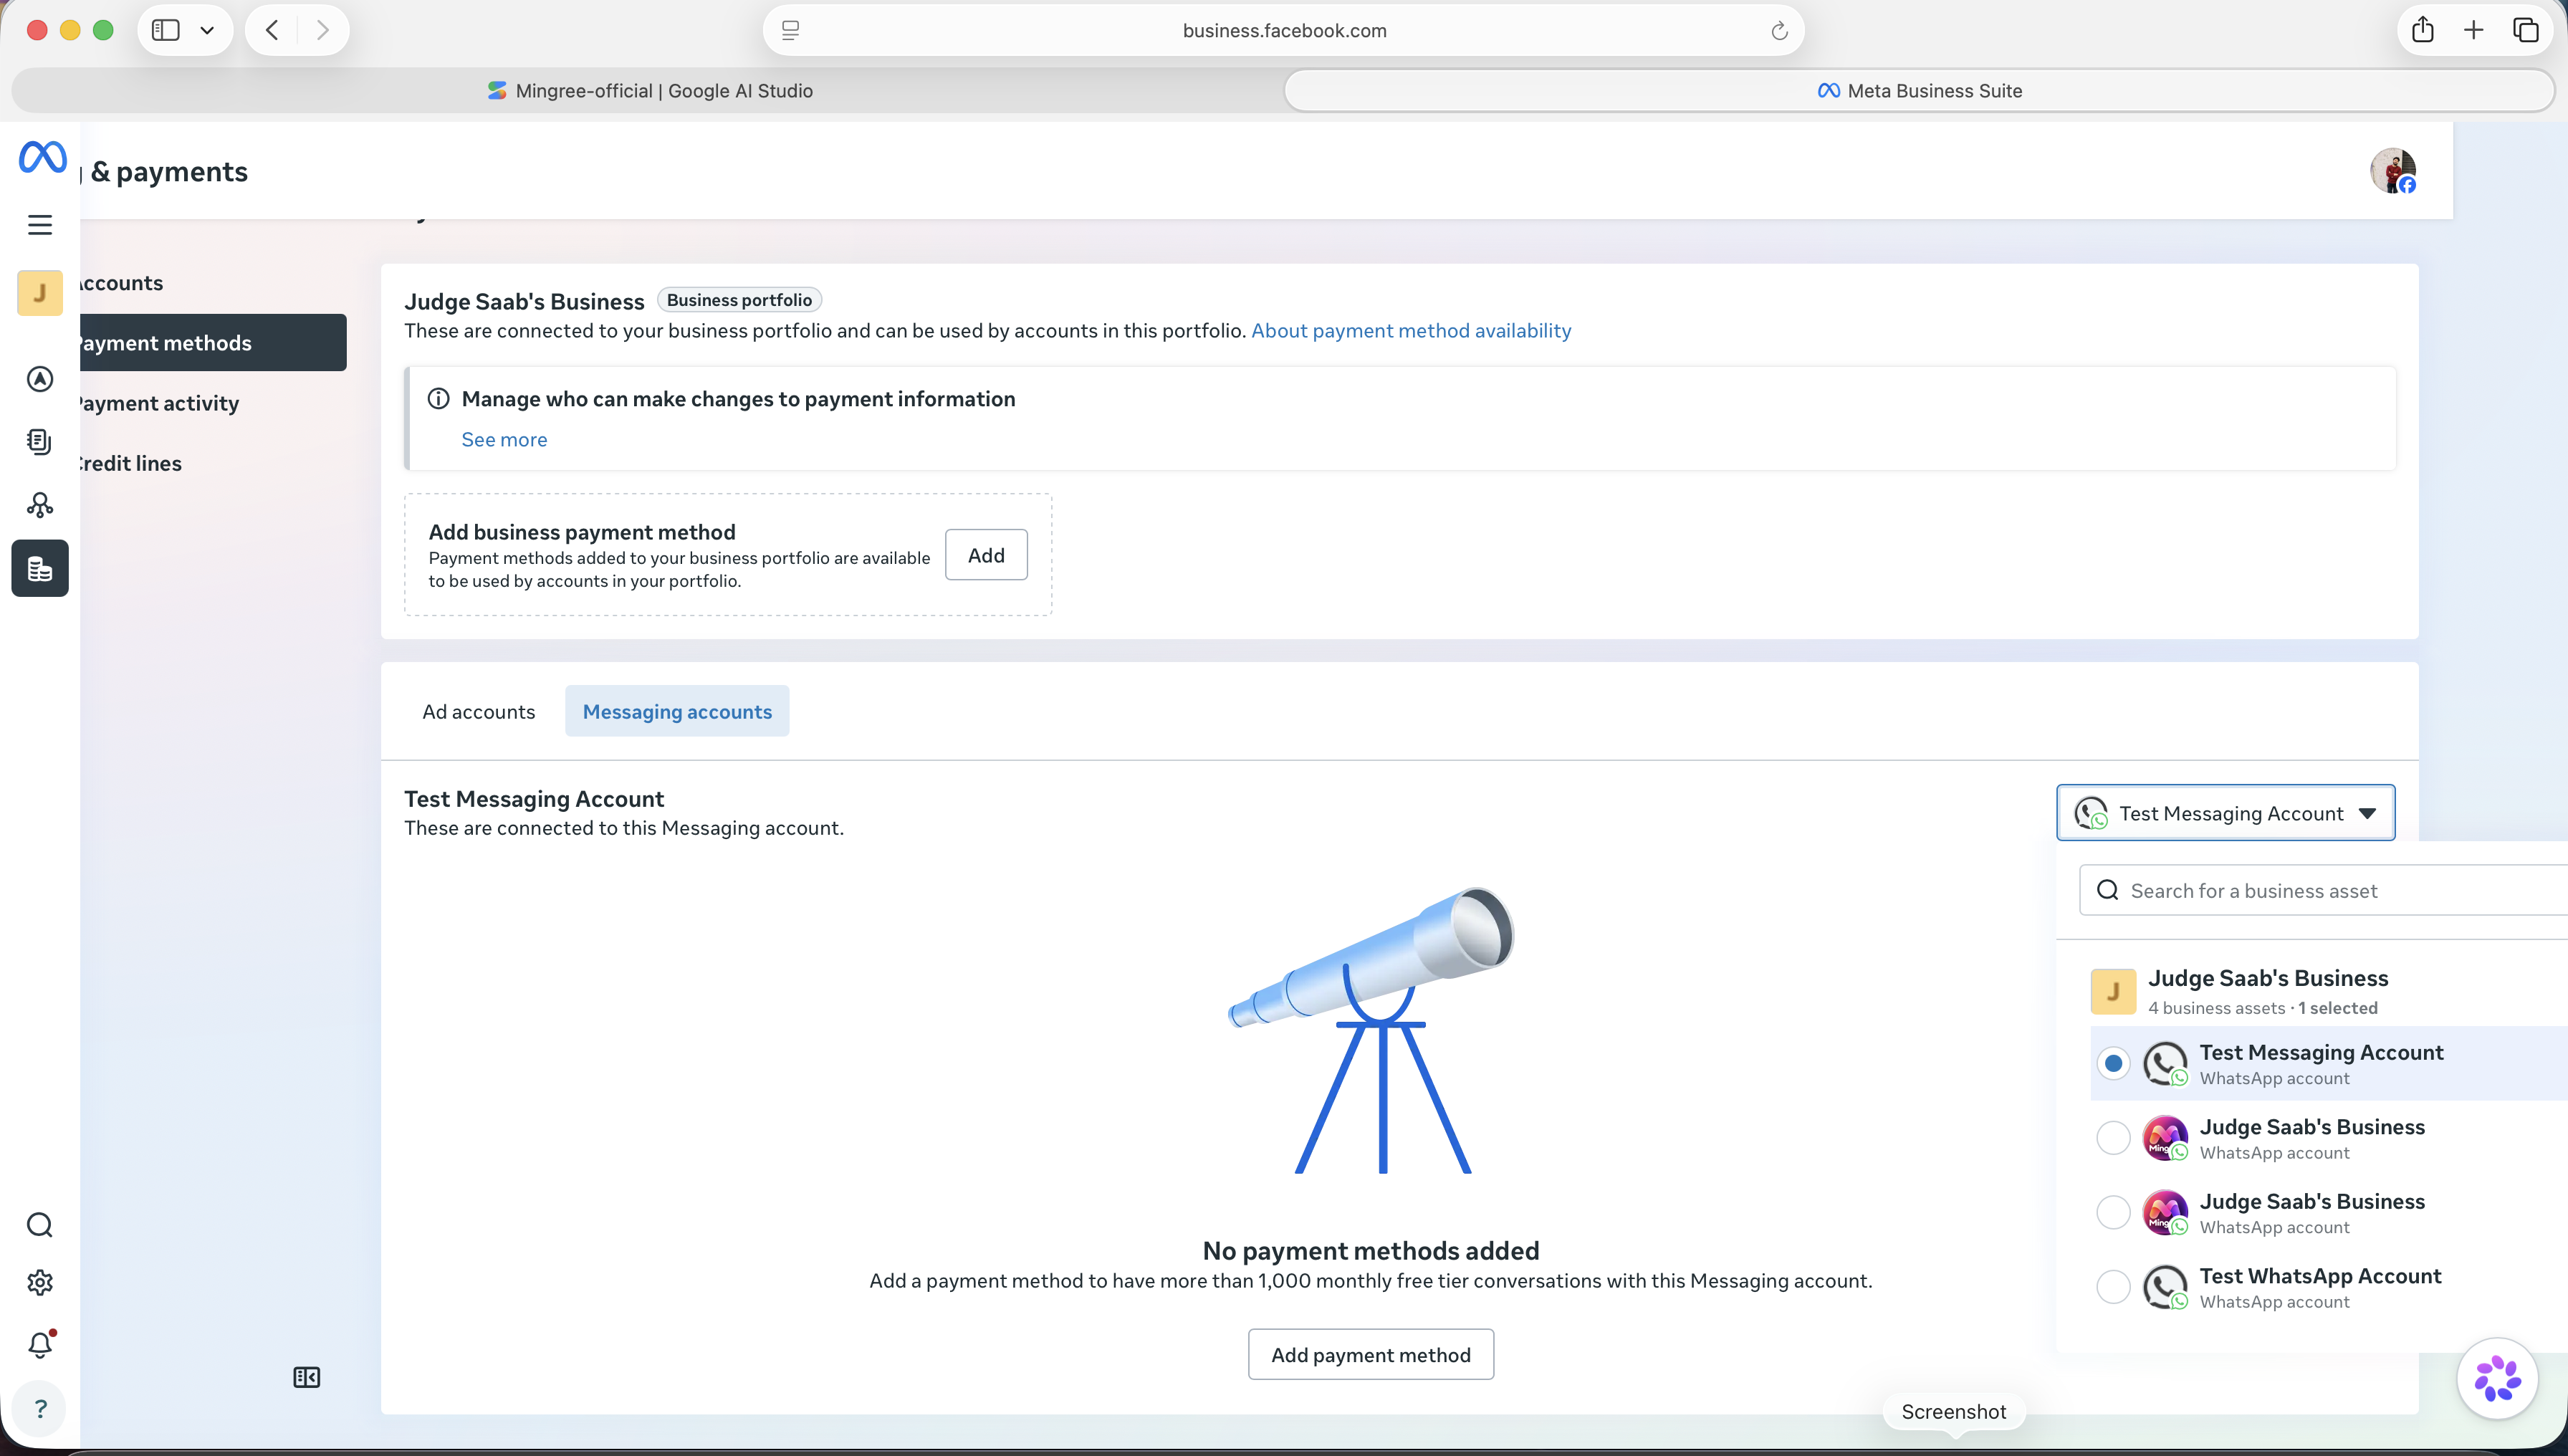 business.facebook.com
Mingree-official | Google AI Studio
Meta Business Suite
& payments
ccounts
Payment methods
Payment activity
Credit lines
J
Judge Saab's Business
Business portfolio
These are connected to your business portfolio and can be used by accounts in this portfolio. About payment method availability
Manage who can make changes to payment information
See more
Add business payment method
Payment methods added to your business portfolio are available
to be used by accounts in your portfolio.
Add
Ad accounts
Messaging accounts
Test Messaging Account
These are connected to this Messaging account.
Test Messaging Account
Search for a business asset
J
Judge Saab's Business
4 business assets · 1 selected
Test Messaging Account
WhatsApp account
Judge Saab's Business
WhatsApp account
Judge Saab's Business
WhatsApp account
Test WhatsApp Account
WhatsApp account
No payment methods added
Add a payment method to have more than 1,000 monthly free tier conversations with this Messaging account.
Add payment method
Screenshot
?